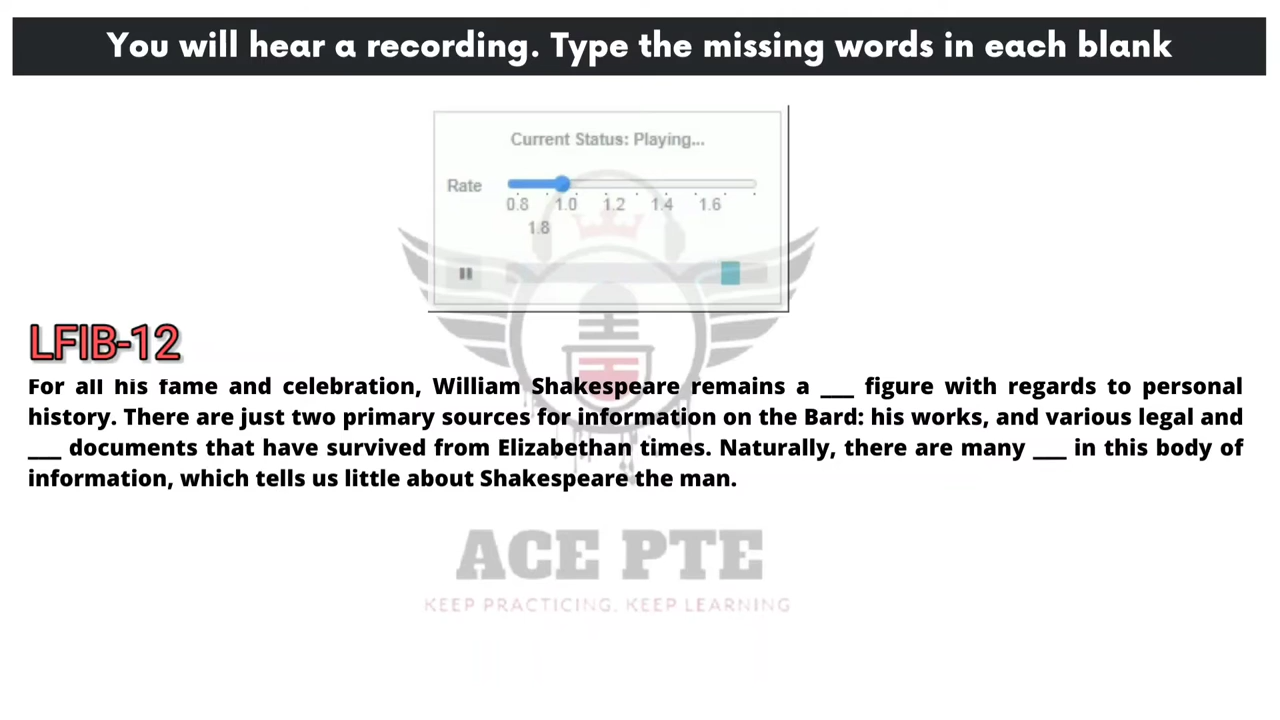 You will hear a recording. Type the missing words in each blank
Current Status: Playing...
Rate
0.8 1.0 1.2 1.4 1.6
1.8
LFIB-12
For all his fame and celebration, William Shakespeare remains a ___ figure with regards to personal
history. There are just two primary sources for information on the Bard: his works, and various legal and
___ documents that have survived from Elizabethan times. Naturally, there are many ___ in this body of
information, which tells us little about Shakespeare the man.
ACE PTE
KEEP PRACTICING, KEEP LEARNING